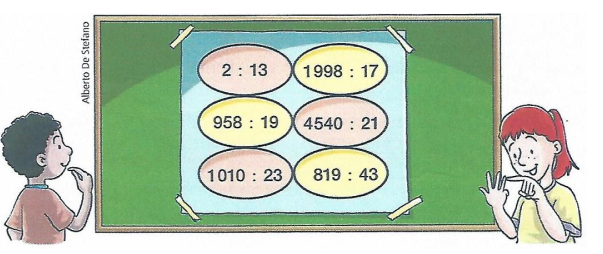 Alberto De Stefano
2 : 13 1998 : 17
958 : 19 4540 : 21
1010 : 23 819 : 43